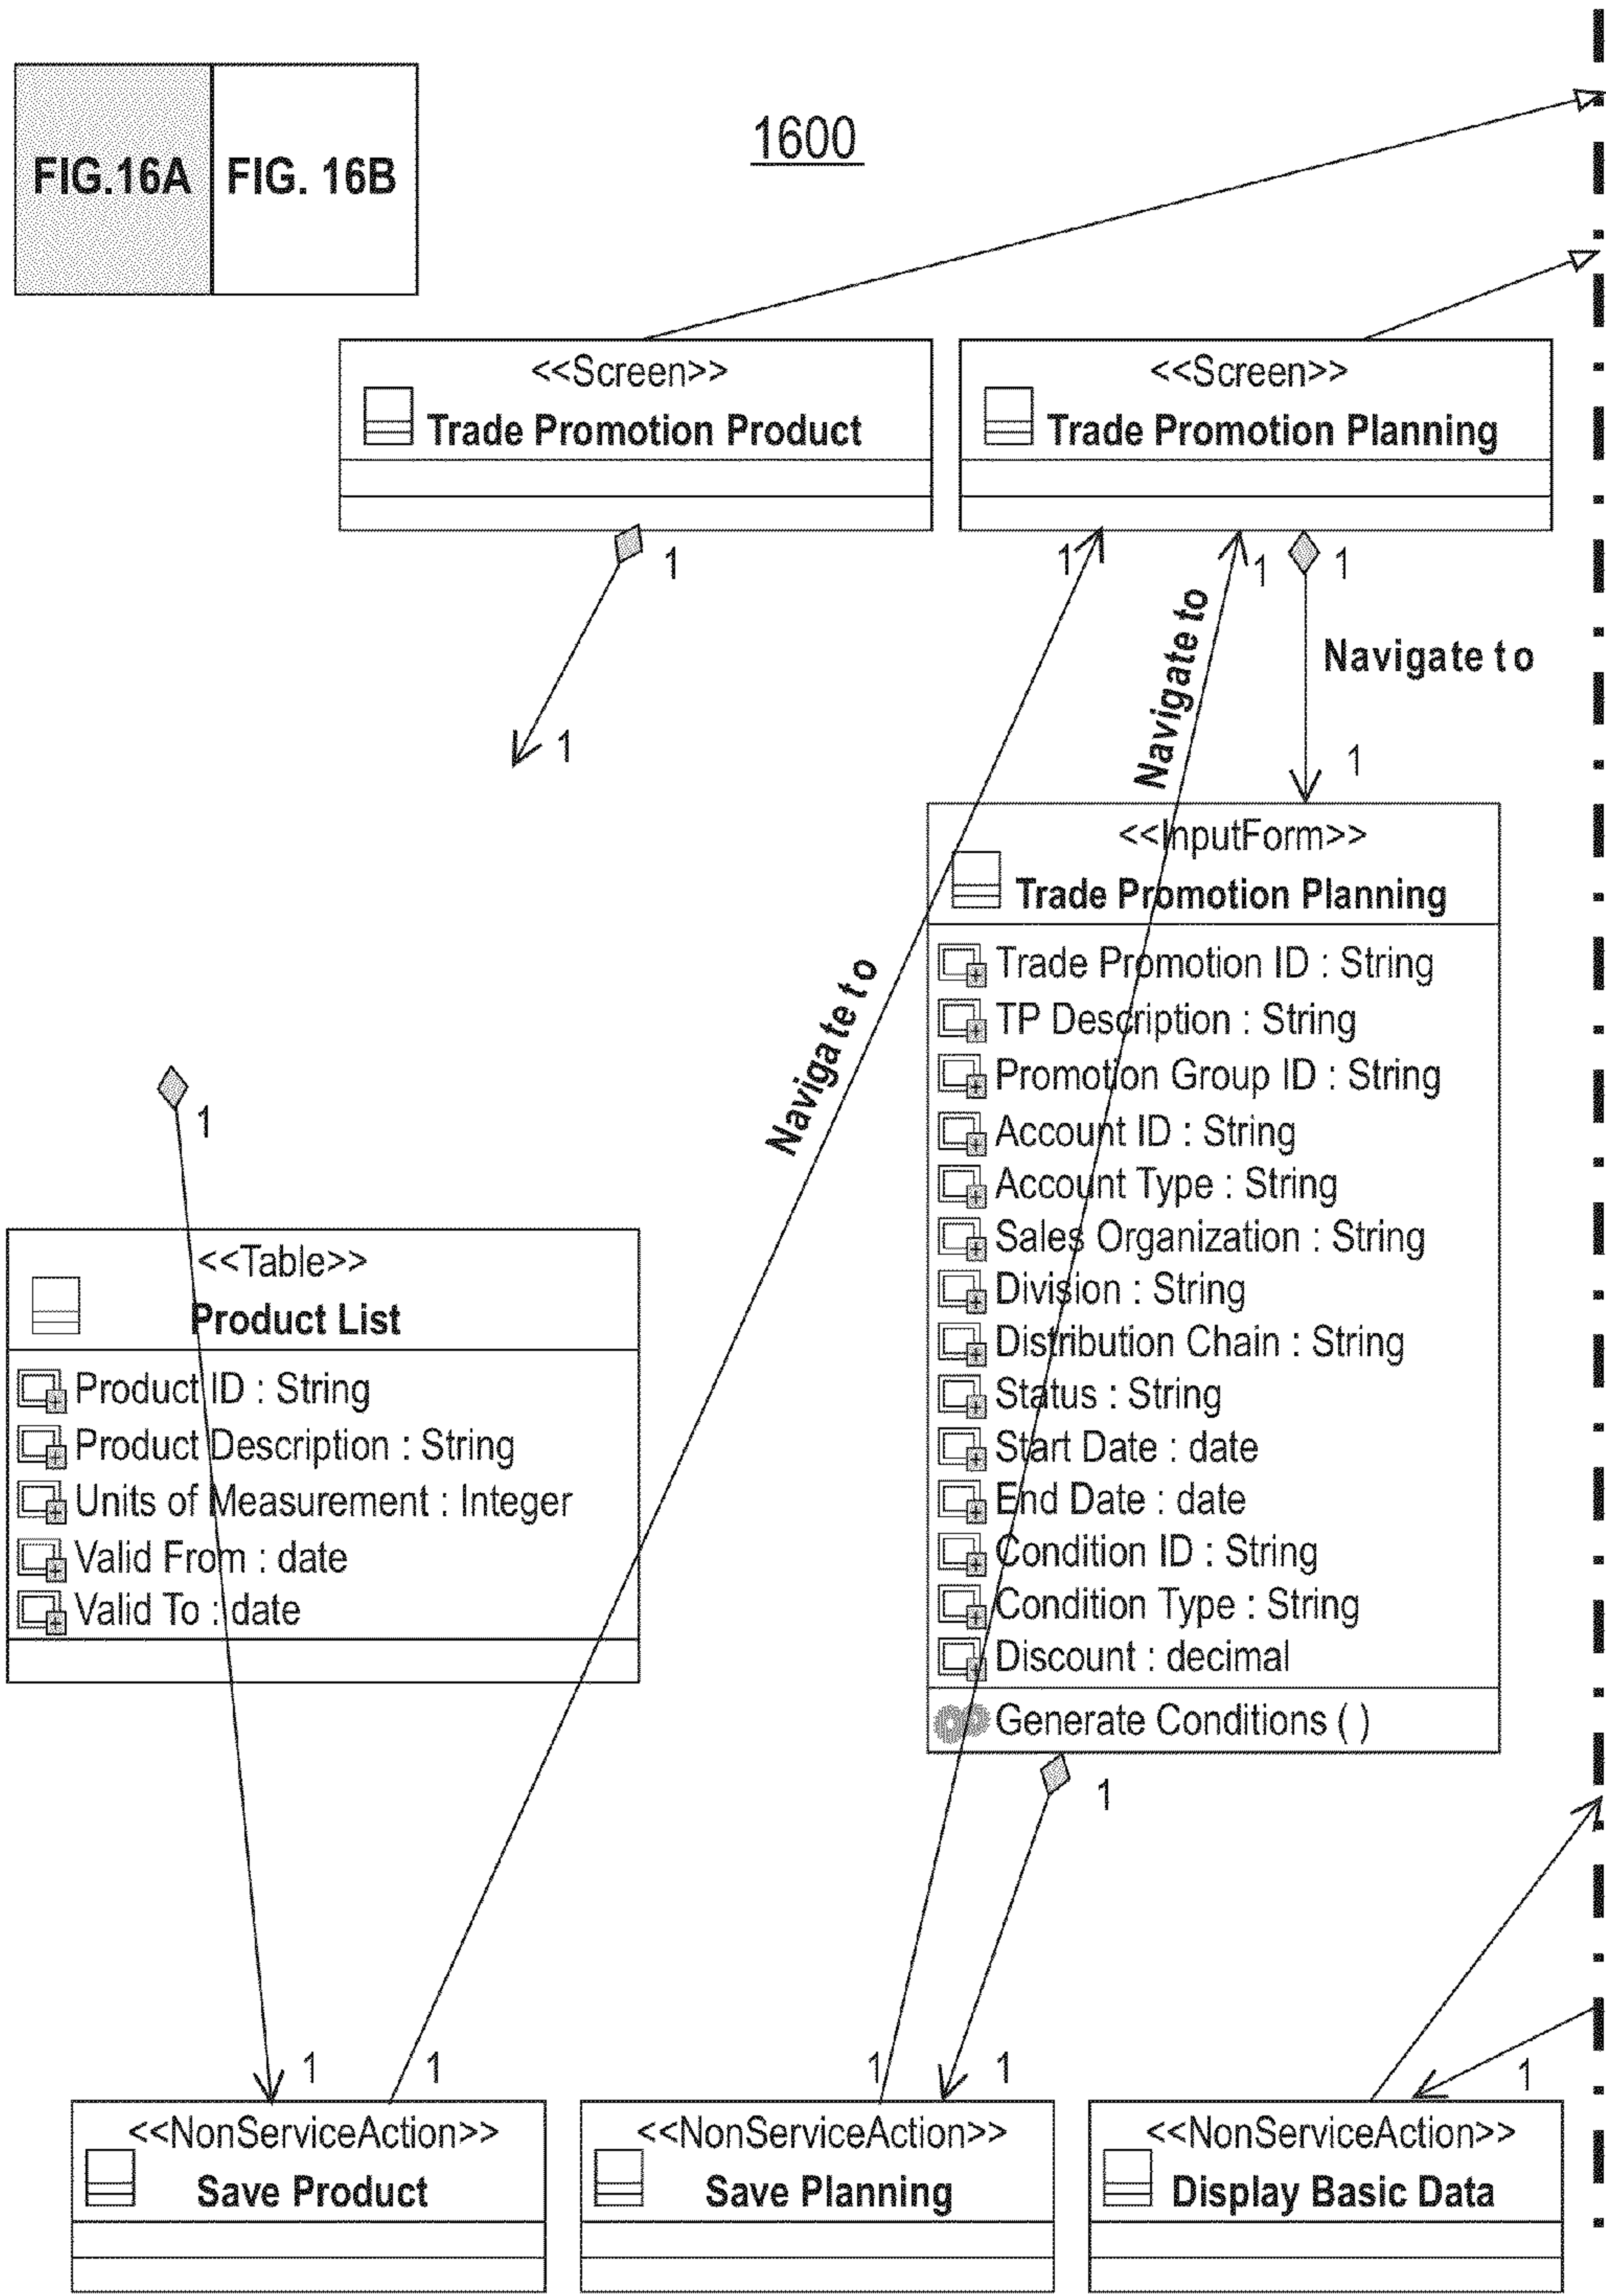 FIG.16A
FIG. 16B
1600
<<Screen>>
Trade Promotion Product
<<Screen>>
Trade Promotion Planning
1
1
1
1
Navigate to
Navigate to
1
1
<<InputForm>>
Trade Promotion Planning
Trade Promotion ID : String
TP Description : String
Promotion Group ID : String
Account ID : String
Account Type : String
Sales Organization : String
Division : String
Distribution Chain : String
Status : String
Start Date : date
End Date : date
Condition ID : String
Condition Type : String
Discount : decimal
Generate Conditions ( )
Navigate to
1
<<Table>>
Product List
Product ID : String
Product Description : String
Units of Measurement : Integer
Valid From : date
Valid To : date
1
1
1
1
1
1
<<NonServiceAction>>
Save Product
<<NonServiceAction>>
Save Planning
<<NonServiceAction>>
Display Basic Data